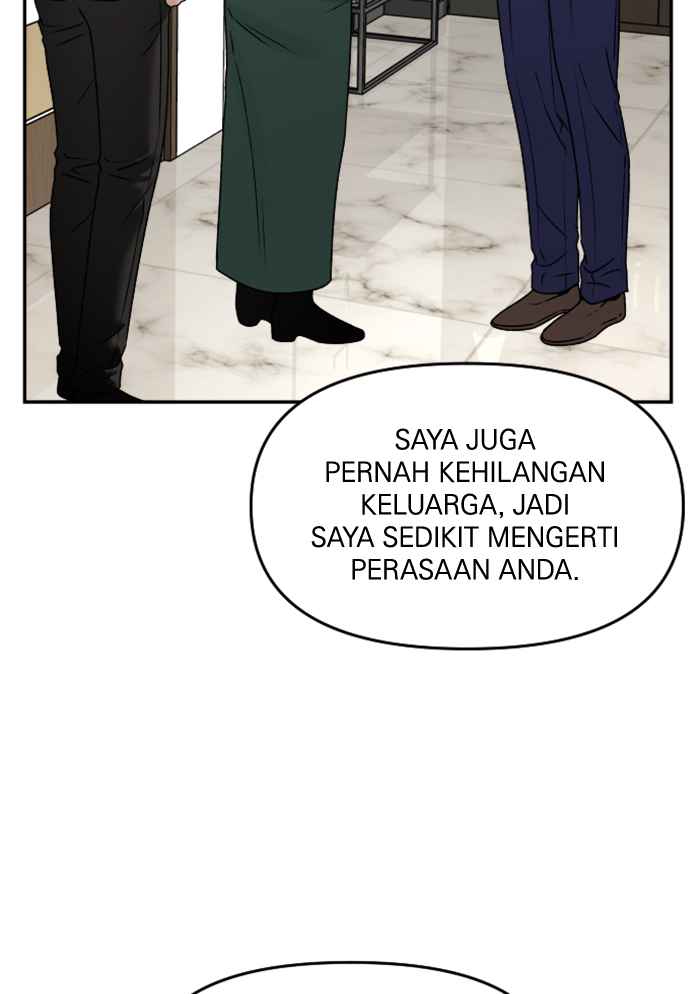 SAYA JUGA
PERNAH KEHILANGAN
KELUARGA, JADI
SAYA SEDIKIT MENGERTI
PERASAAN ANDA.